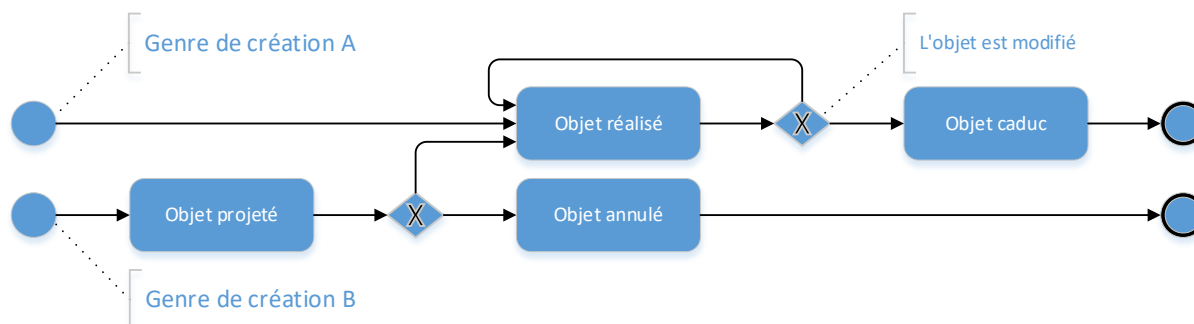 Genre de création A
L'objet est modifié
Objet réalisé
X
Objet caduc
Objet projeté
X
Objet annulé
Genre de création B